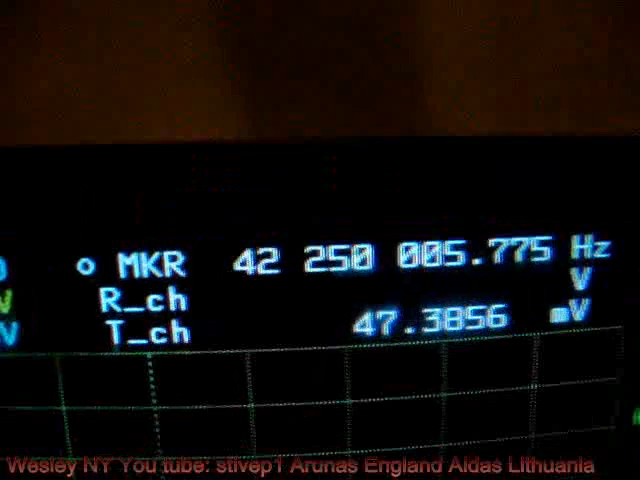 o MKR 42 250 005.775 Hz
V R_ch V
V T_ch 47.3856 mV
Wesley NY You tube: stivep1 Arunas England Aidas Lithuania